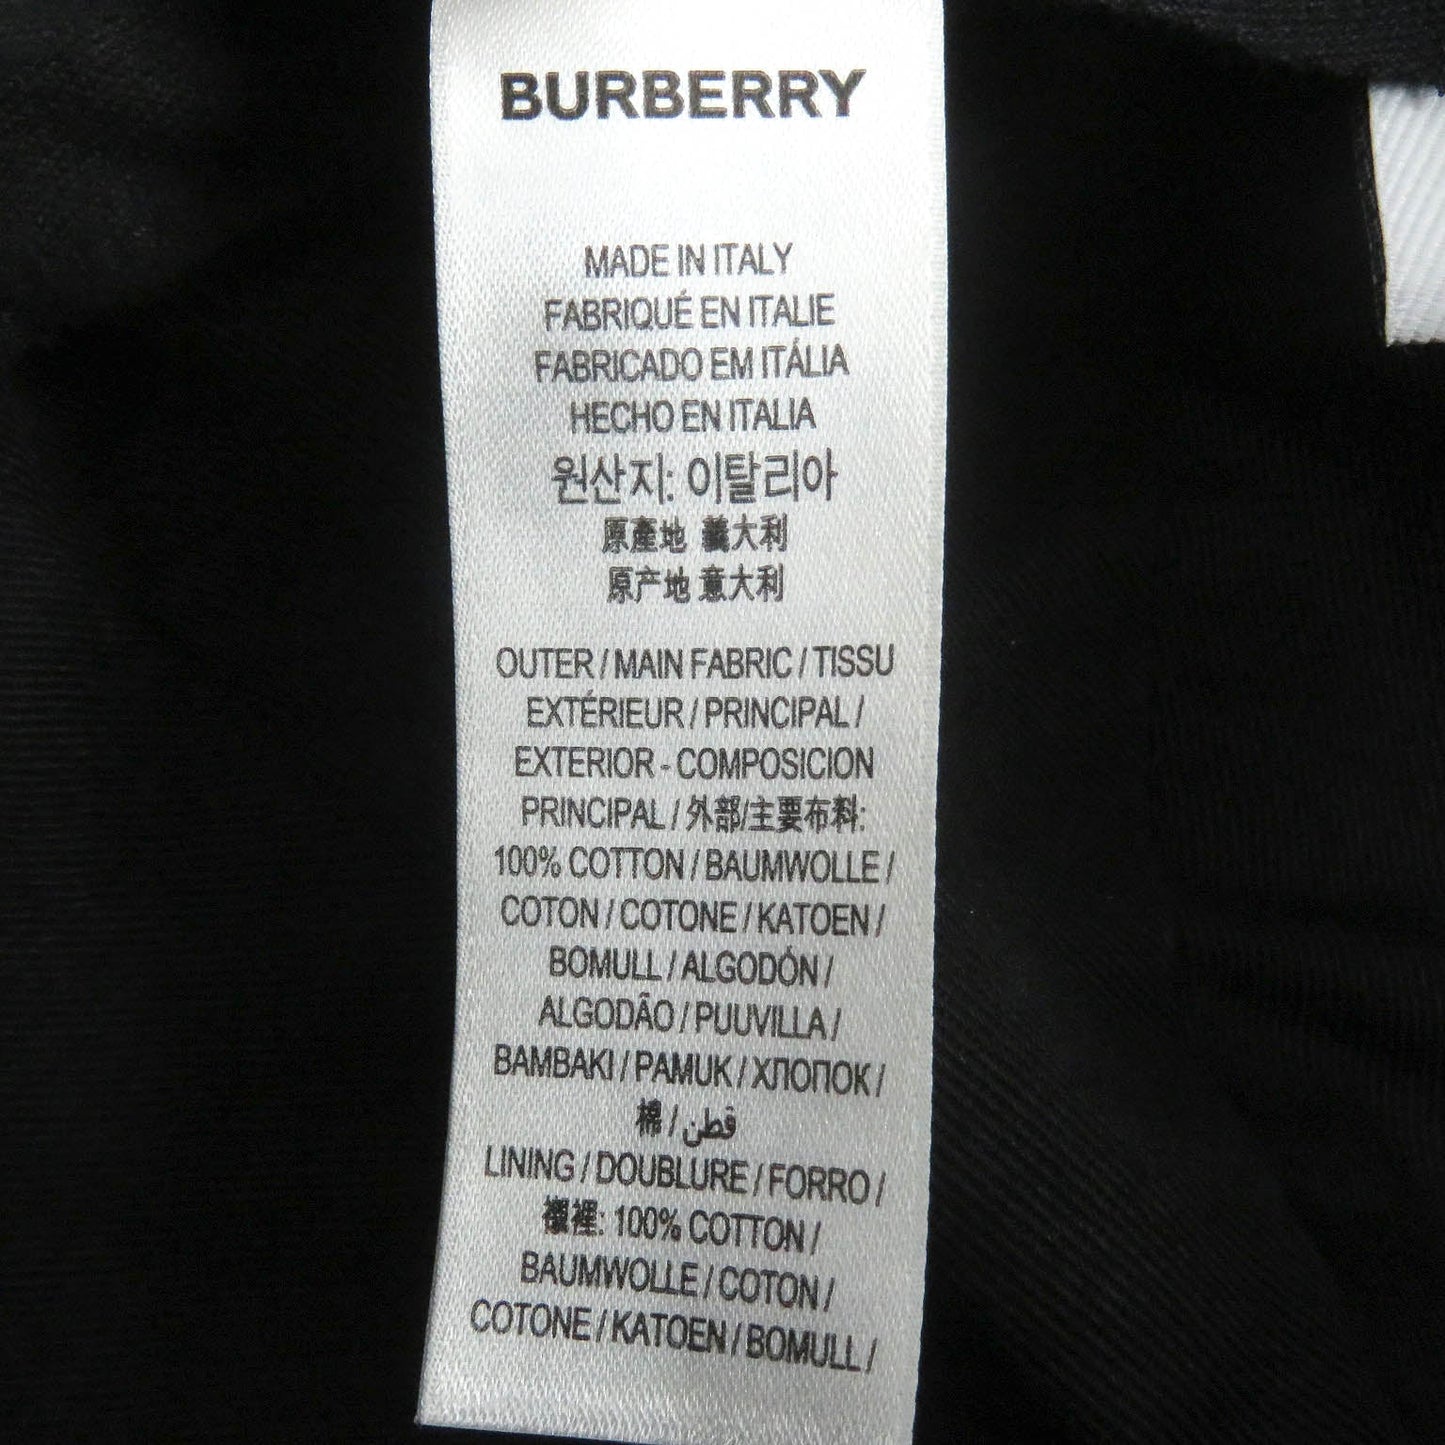 BURBERRY
MADE IN ITALY
FABRIQUÉ EN ITALIE
FABRICADO EM ITÁLIA
HECHO EN ITALIA
원산지: 이탈리아
原產地 義大利
原产地 意大利
OUTER / MAIN FABRIC / TISSU
EXTÉRIEUR / PRINCIPAL /
EXTERIOR - COMPOSICION
PRINCIPAL / 外部/主要布料:
100% COTTON / BAUMWOLLE /
COTON / COTONE / KATOEN /
BOMULL / ALGODÓN /
ALGODÃO / PUUVILLA /
BAMBAKI / PAMUK / ХЛОПОК /
棉 / قطن
LINING / DOUBLURE / FORRO /
襯裡: 100% COTTON /
BAUMWOLLE / COTON /
COTONE / KATOEN / BOMULL /